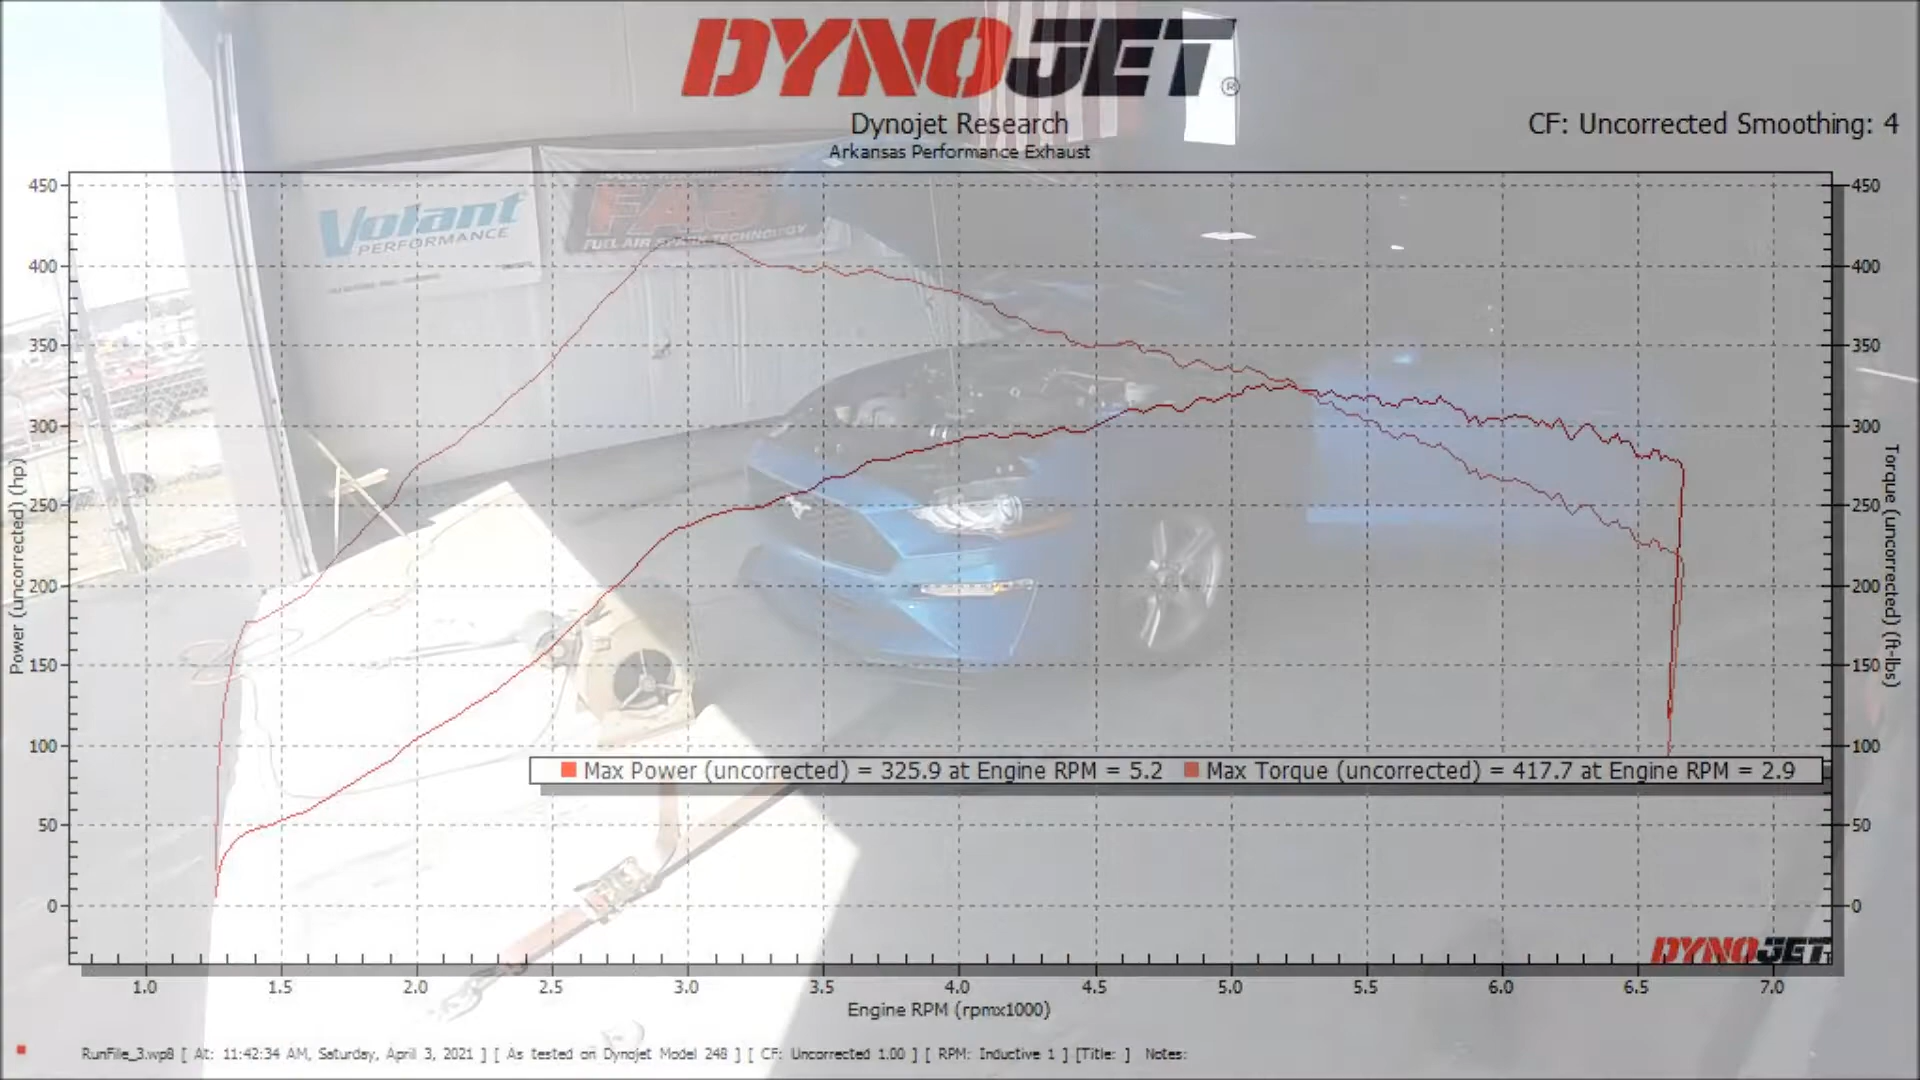 DYNOJET®
Dynojet Research
Arkansas Performance Exhaust
CF: Uncorrected Smoothing: 4
Volant
PERFORMANCE
FAS
FUEL AIR SPARK TECHNOLOGY
450
400
350
300
250
200
150
100
50
0
Power (uncorrected) (hp)
450
400
350
300
250
200
150
100
50
0
Torque (uncorrected) (ft-lbs)
Max Power (uncorrected) = 325.9 at Engine RPM = 5.2 Max Torque (uncorrected) = 417.7 at Engine RPM = 2.9
DYNOJET
1.0 1.5 2.0 2.5 3.0 3.5 4.0 4.5 5.0 5.5 6.0 6.5 7.0
Engine RPM (rpmx1000)
RunFile_3.wp8 [ At: 11:42:34 AM, Saturday, April 3, 2021 ] [ As tested on Dynojet Model 248 ] [ CF: Uncorrected 1.00 ] [ RPM: Inductive 1 ] [Title: ] Notes: